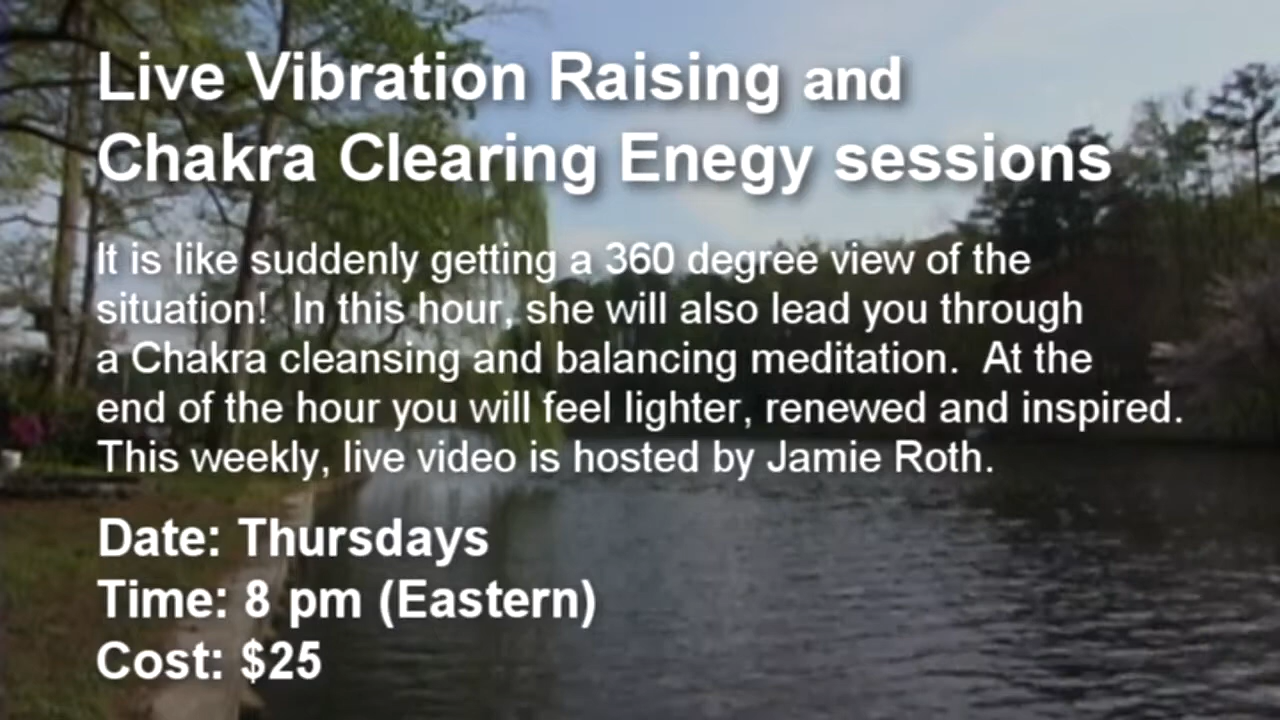 Live Vibration Raising and
Chakra Clearing Enegy sessions
It is like suddenly getting a 360 degree view of the
situation!  In this hour, she will also lead you through
a Chakra cleansing and balancing meditation.  At the
end of the hour you will feel lighter, renewed and inspired.
This weekly, live video is hosted by Jamie Roth.
Date: Thursdays
Time: 8 pm (Eastern)
Cost: $25